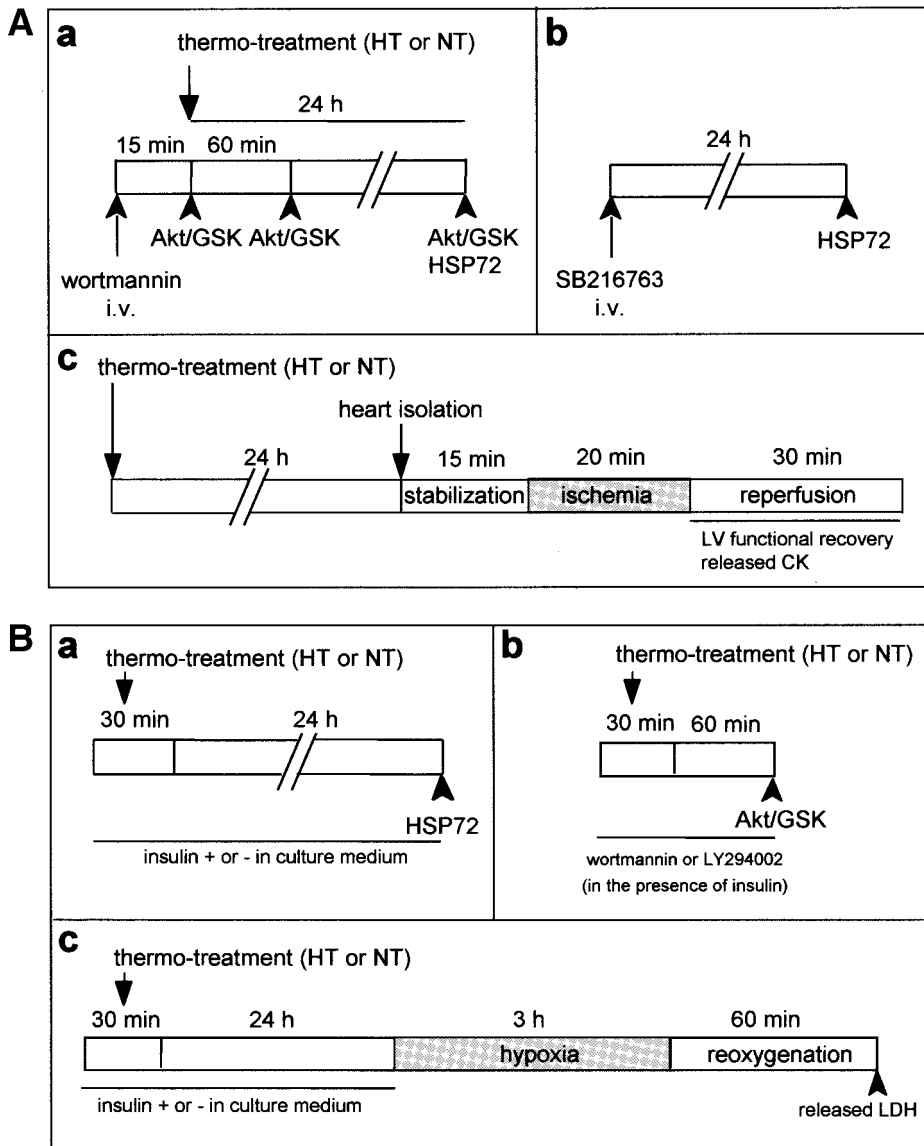 A
a
thermo-treatment (HT or NT)
24 h
15 min 60 min
Akt/GSK Akt/GSK Akt/GSK
HSP72
wortmannin
i.v.
b
24 h
HSP72
SB216763
i.v.
c
thermo-treatment (HT or NT)
heart isolation
24 h 15 min 20 min 30 min
stabilization ischemia reperfusion
LV functional recovery
released CK
B
a
thermo-treatment (HT or NT)
30 min 24 h
HSP72
insulin + or - in culture medium
b
thermo-treatment (HT or NT)
30 min 60 min
Akt/GSK
wortmannin or LY294002
(in the presence of insulin)
c
thermo-treatment (HT or NT)
30 min 24 h 3 h 60 min
hypoxia reoxygenation
insulin + or - in culture medium
released LDH